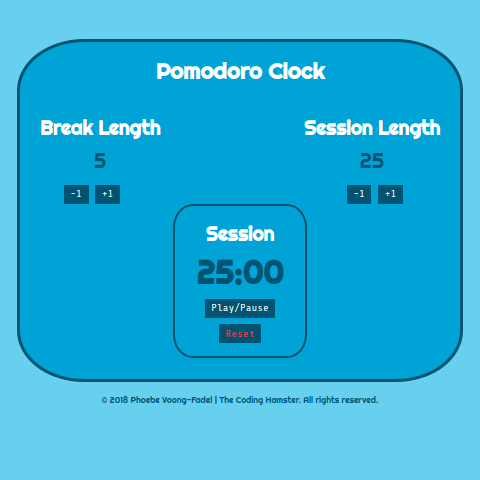 Pomodoro Clock
Break Length
5
-1 +1
Session Length
25
-1 +1
Session
25:00
Play/Pause
Reset
© 2018 Phoebe Voong-Fadel | The Coding Hamster. All rights reserved.